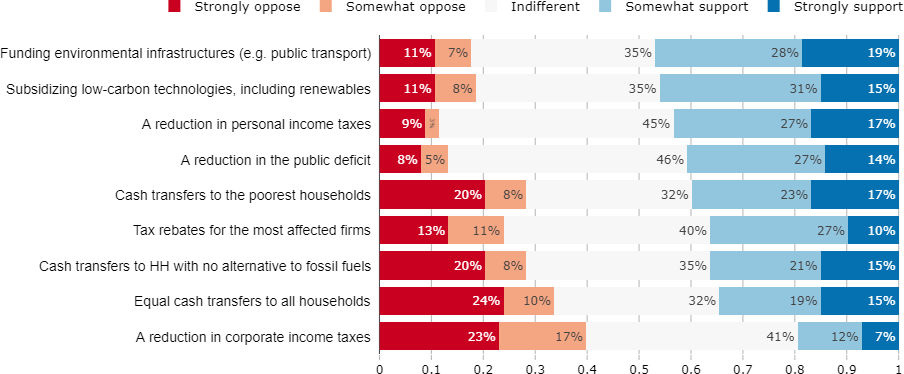 Strongly oppose Somewhat oppose Indifferent Somewhat support Strongly support
Funding environmental infrastructures (e.g. public transport) 11% 7% 35% 28% 19%
Subsidizing low-carbon technologies, including renewables 11% 8% 35% 31% 15%
A reduction in personal income taxes 9% 3% 45% 27% 17%
A reduction in the public deficit 8% 5% 46% 27% 14%
Cash transfers to the poorest households 20% 8% 32% 23% 17%
Tax rebates for the most affected firms 13% 11% 40% 27% 10%
Cash transfers to HH with no alternative to fossil fuels 20% 8% 35% 21% 15%
Equal cash transfers to all households 24% 10% 32% 19% 15%
A reduction in corporate income taxes 23% 17% 41% 12% 7%
0 0.1 0.2 0.3 0.4 0.5 0.6 0.7 0.8 0.9 1